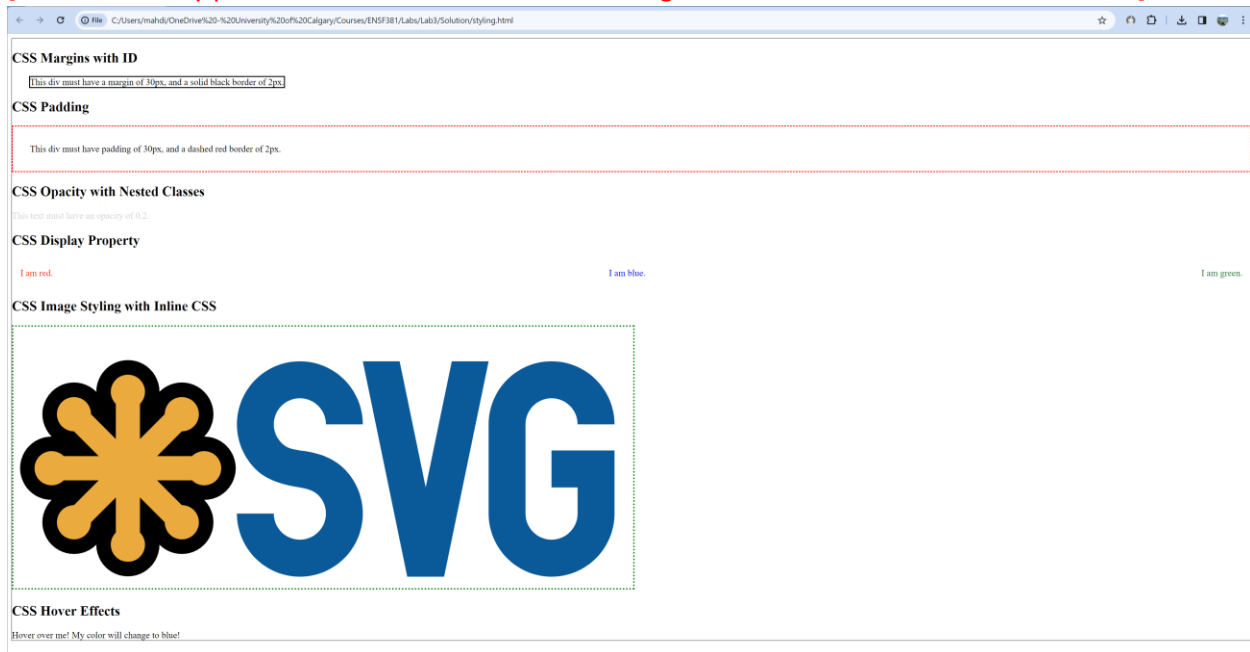 File C:/Users/mahdi/OneDrive%20-%20University%20of%20Calgary/Courses/ENSF381/Labs/Lab3/Solution/styling.html
CSS Margins with ID
This div must have a margin of 30px, and a solid black border of 2px.
CSS Padding
This div must have padding of 30px, and a dashed red border of 2px.
CSS Opacity with Nested Classes
This text must have an opacity of 0.2.
CSS Display Property
I am red. I am blue. I am green.
CSS Image Styling with Inline CSS
SVG
CSS Hover Effects
Hover over me! My color will change to blue!